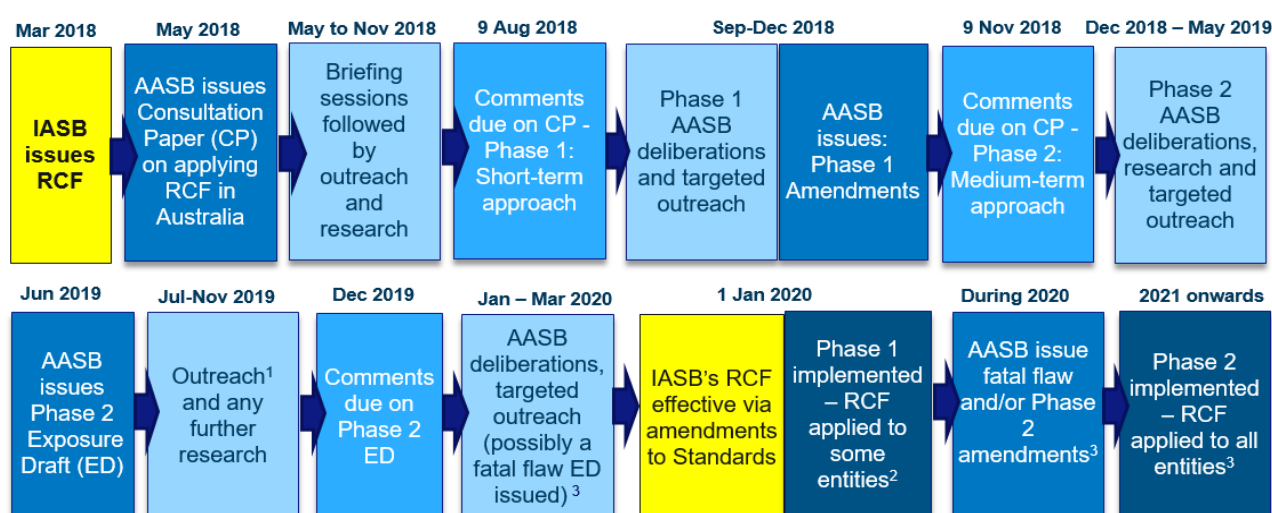 Mar 2018
IASB
issues
RCF
May 2018
AASB issues
Consultation
Paper (CP)
on applying
RCF in
Australia
May to Nov 2018
Briefing
sessions
followed
by
outreach
and
research
9 Aug 2018
Comments
due on CP -
Phase 1:
Short-term
approach
Sep-Dec 2018
Phase 1
AASB
deliberations
and targeted
outreach
AASB
issues:
Phase 1
Amendments
9 Nov 2018
Comments
due on CP -
Phase 2:
Medium-term
approach
Dec 2018 – May 2019
Phase 2
AASB
deliberations,
research and
targeted
outreach
Jun 2019
AASB
issues
Phase 2
Exposure
Draft (ED)
Jul-Nov 2019
Outreach¹
and any
further
research
Dec 2019
Comments
due on
Phase 2
ED
Jan – Mar 2020
AASB
deliberations,
targeted
outreach
(possibly a
fatal flaw ED
issued) ³
1 Jan 2020
IASB's RCF
effective via
amendments
to Standards
Phase 1
implemented
– RCF
applied to
some
entities²
During 2020
AASB issue
fatal flaw
and/or Phase
2
amendments³
2021 onwards
Phase 2
implemented
– RCF
applied to all
entities³